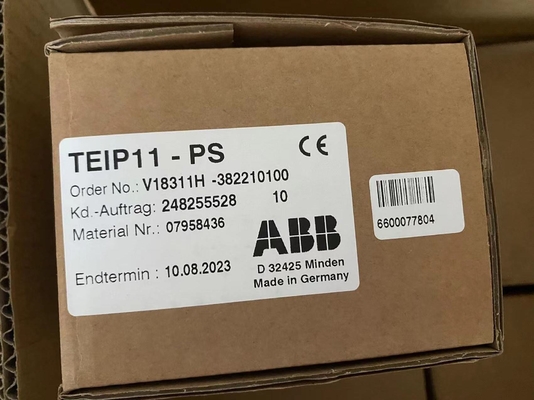 TEIP11 - PS
CE
Order No.: V18311H -382210100
Kd.-Auftrag: 248255528 10
Material Nr.: 07958436
ABB
Endtermin : 10.08.2023
D 32425 Minden
Made in Germany
6600077804